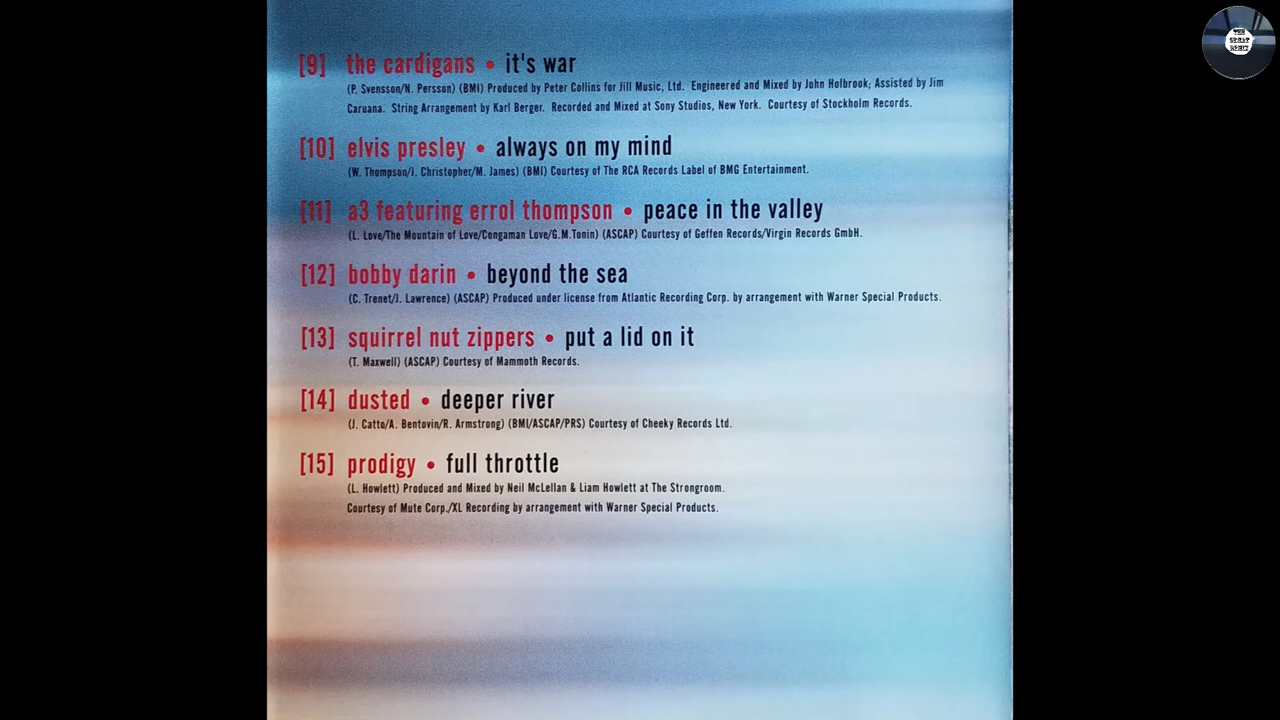 [9] the cardigans • it's war
(P. Svensson/N. Persson) (BMI) Produced by Peter Collins for Jill Music, Ltd. Engineered and Mixed by John Holbrook; Assisted by Jim
Caruana. String Arrangement by Karl Berger. Recorded and Mixed at Sony Studios, New York. Courtesy of Stockholm Records.
[10] elvis presley • always on my mind
(W. Thompson/J. Christopher/M. James) (BMI) Courtesy of The RCA Records Label of BMG Entertainment.
[11] a3 featuring errol thompson • peace in the valley
(L. Love/The Mountain of Love/Congaman Love/G.M.Tonin) (ASCAP) Courtesy of Geffen Records/Virgin Records GmbH.
[12] bobby darin • beyond the sea
(C. Trenet/J. Lawrence) (ASCAP) Produced under license from Atlantic Recording Corp. by arrangement with Warner Special Products.
[13] squirrel nut zippers • put a lid on it
(T. Maxwell) (ASCAP) Courtesy of Mammoth Records.
[14] dusted • deeper river
(J. Catto/A. Bentovin/R. Armstrong) (BMI/ASCAP/PRS) Courtesy of Cheeky Records Ltd.
[15] prodigy • full throttle
(L. Howlett) Produced and Mixed by Neil McLellan & Liam Howlett at The Strongroom.
Courtesy of Mute Corp./XL Recording by arrangement with Warner Special Products.
THE